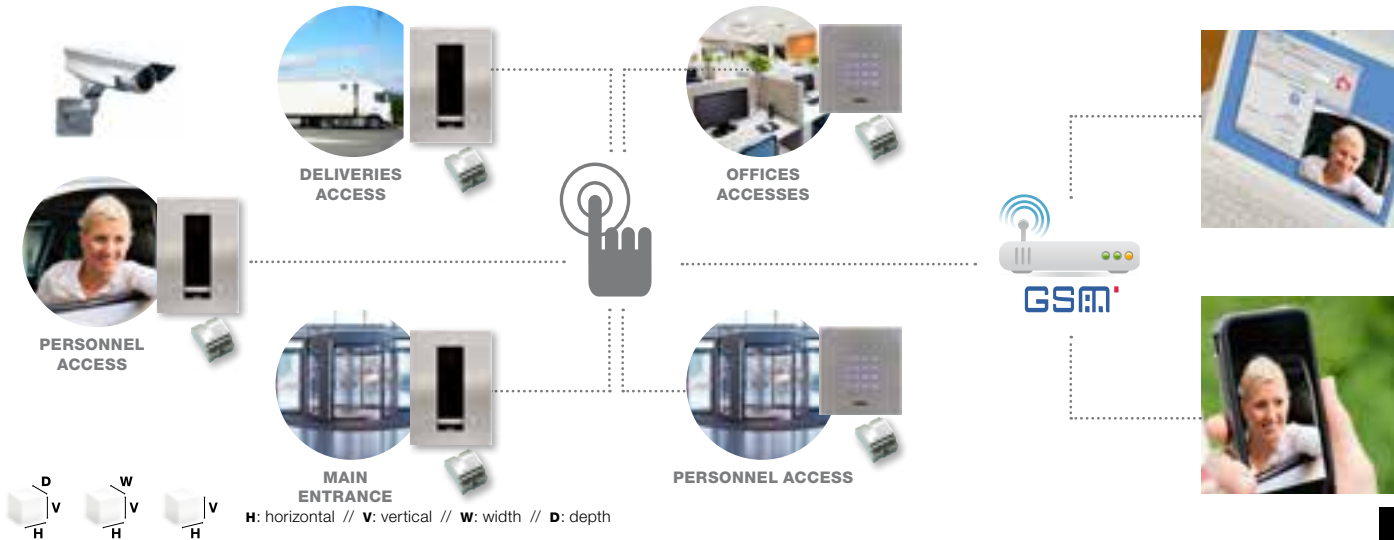 DELIVERIES
ACCESS
OFFICES
ACCESSES
PERSONNEL
ACCESS
GSM
MAIN
ENTRANCE
PERSONNEL ACCESS
D
V
H
W
V
H
V
H
H: horizontal // V: vertical // W: width // D: depth